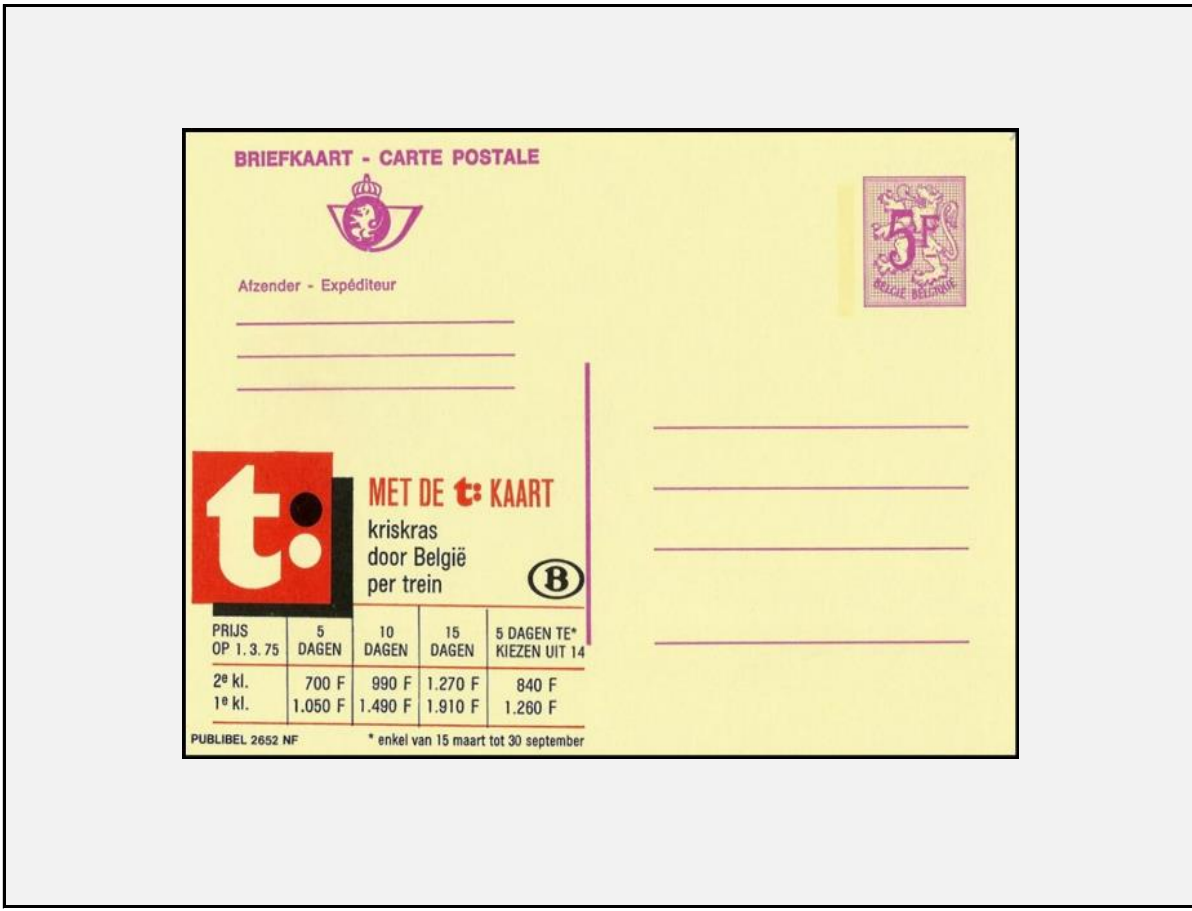 BRIEFKAART - CARTE POSTALE
5F
BELGIE BELGIQUE
Afzender - Expéditeur
t:
MET DE t: KAART
kriskras
door België
per trein
B
PRIJS OP 1.3.75 5 DAGEN 10 DAGEN 15 DAGEN 5 DAGEN TE* KIEZEN UIT 14
2e kl. 700 F 990 F 1.270 F 840 F
1e kl. 1.050 F 1.490 F 1.910 F 1.260 F
PUBLIBEL 2652 NF * enkel van 15 maart tot 30 september